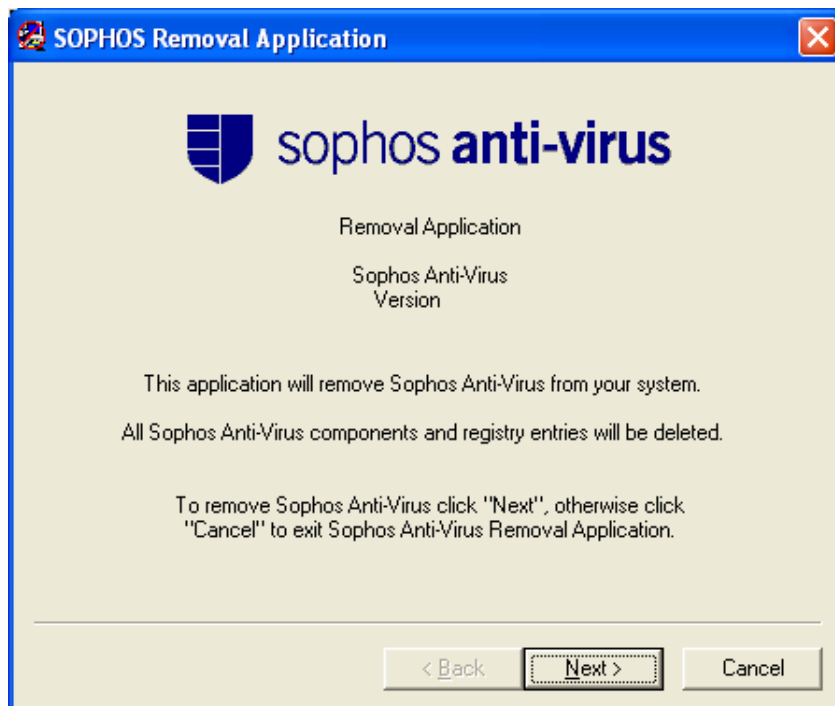 SOPHOS Removal Application
sophos anti-virus
Removal Application
Sophos Anti-Virus
Version
This application will remove Sophos Anti-Virus from your system.
All Sophos Anti-Virus components and registry entries will be deleted.
To remove Sophos Anti-Virus click "Next", otherwise click
"Cancel" to exit Sophos Anti-Virus Removal Application.
< Back Next > Cancel